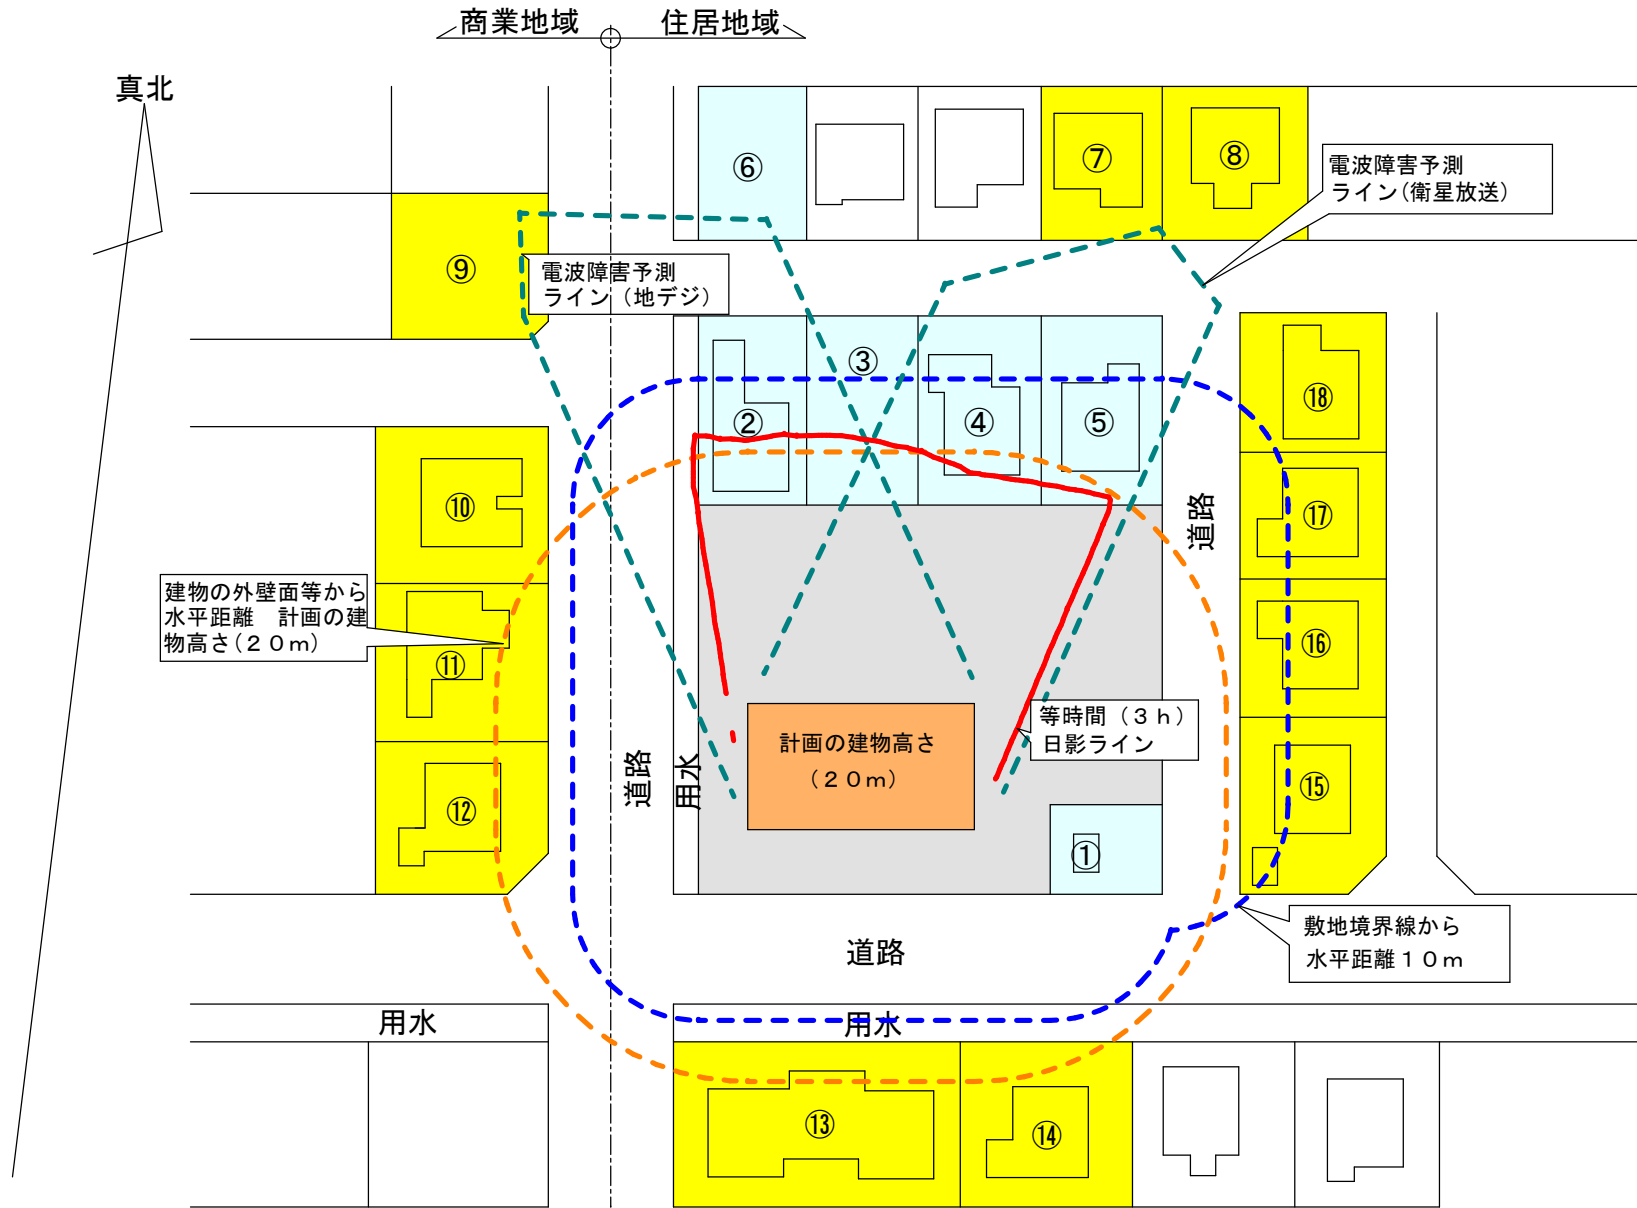 商業地域　住居地域
真北
⑥
⑦
⑧
電波障害予測
ライン(衛星放送)
⑨
電波障害予測
ライン（地デジ）
③
②
④
⑤
⑱
⑩
⑰
道路
建物の外壁面等から
水平距離　計画の建
物高さ(２０ｍ)
⑪
⑯
等時間（３ｈ）
日影ライン
計画の建物高さ
（２０ｍ）
道路
用水
⑫
⑮
①
敷地境界線から
水平距離１０ｍ
道路
用水
用水
⑬
⑭